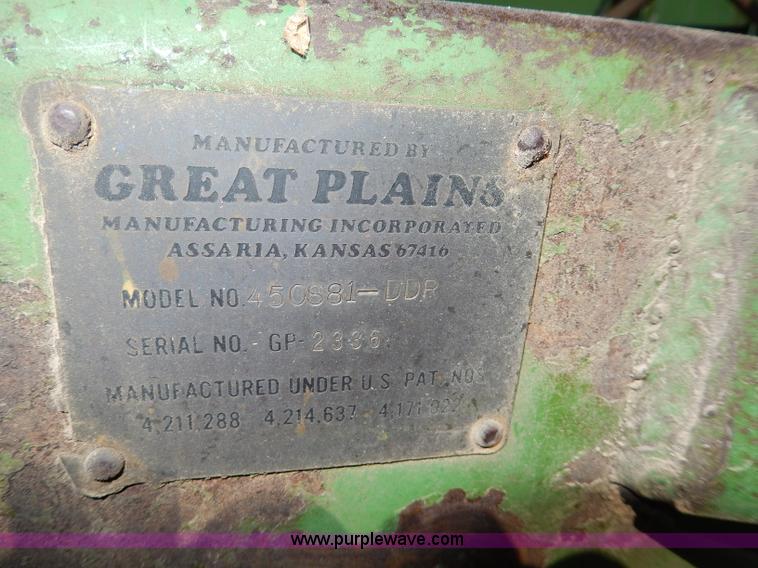 MANUFACTURED BY
GREAT PLAINS
MANUFACTURING INCORPORATED
ASSARIA, KANSAS 67416
MODEL NO. 450881-DDR
SERIAL NO. GP-2336
MANUFACTURED UNDER U.S. PAT. NOS
4,211,288 4,214,637
www.purplewave.com